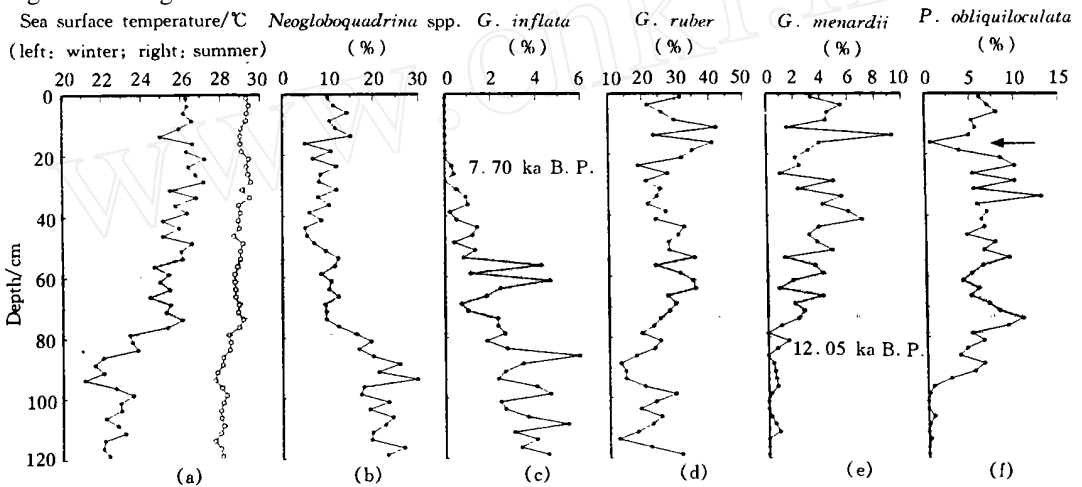 Sea surface temperature/℃
(left: winter; right: summer)
Neogloboquadrina spp.
(%)
G. inflata
(%)
G. ruber
(%)
G. menardii
(%)
P. obliquiloculata
(%)
20 22 24 26 28 30
0 10 20 30
0 2 4 6
10 20 30 40 50
0 2 4 6 8 10
0 5 10 15
0
20
40
60
80
100
120
Depth/cm
7.70 ka B. P.
12.05 ka B. P.
(a)
(b)
(c)
(d)
(e)
(f)